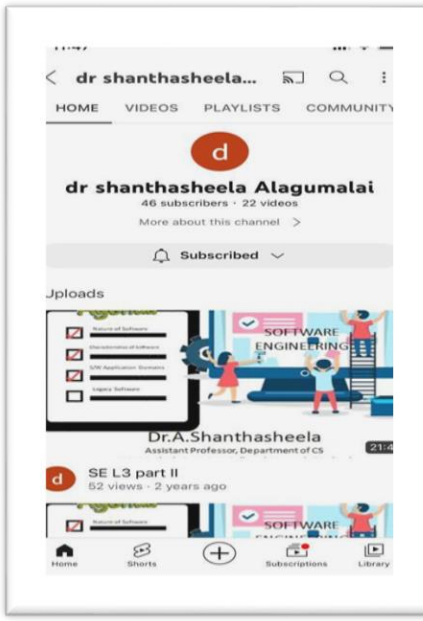 dr shanthasheela...
HOME VIDEOS PLAYLISTS COMMUNITY
d
dr shanthasheela Alagumalai
46 subscribers · 22 videos
More about this channel >
Subscribed
Uploads
Nature of Software
Characteristics of Software
S/W Application Domains
Legacy Software
SOFTWARE
ENGINEERING
Dr.A.Shanthasheela
Assistant Professor, Department of CS
21:4
d
SE L3 part II
52 views · 2 years ago
Nature of Software
SOFTWARE
Home Shorts Subscriptions Library